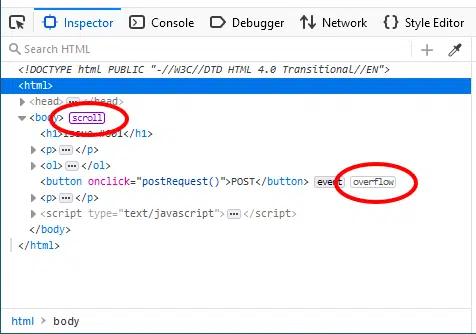 Inspector Console Debugger Network Style Editor
Search HTML
<!DOCTYPE html PUBLIC "-//W3C//DTD HTML 4.0 Transitional//EN">
<html>
<head>⋯</head>
<body> scroll
<h1>Issue #001</h1>
<p>⋯</p>
<ol>⋯</ol>
<button onclick="postRequest()">POST</button> event overflow
<p>⋯</p>
<script type="text/javascript">⋯</script>
</body>
</html>
html > body